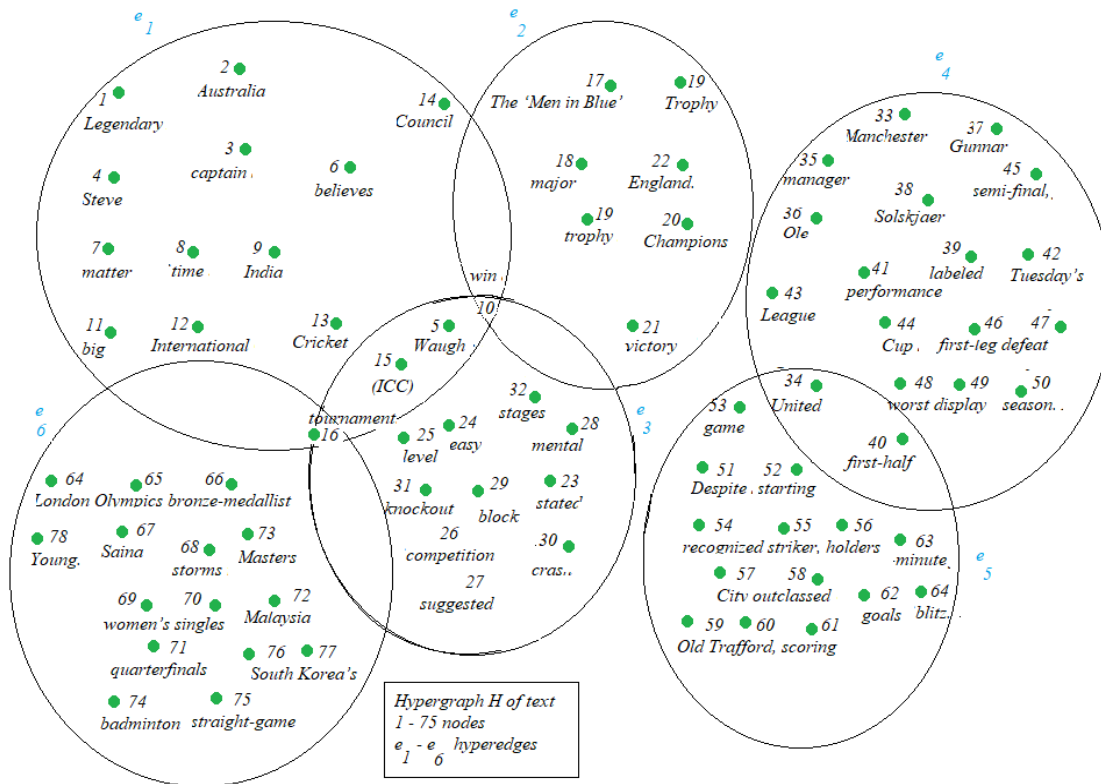 e1
1
Legendary
2
Australia
14
Council
3
captain
4
Steve
6
believes
7
matter
8
'time
9
India
11
big
12
International
13
Cricket
5
Waugh
15
(ICC)
win
10
tournament
16
e2
17
The 'Men in Blue'
19
Trophy
18
major
22
England.
19
trophy
20
Champions
21
victory
e4
33
Manchester
37
Gunnar
35
manager
45
semi-final,
38
Solskjaer
36
Ole
39
labeled
42
Tuesday's
41
performance
43
League
44
Cup
46
first-leg
47
defeat
48
worst
49
display
50
season.
34
United
40
first-half
e3
32
stages
24
easy
28
mental
25
level
31
knockout
29
block
23
stated
26
'competition
27
suggested
30
e5
53
game
51
Despite
52
starting
54
recognized
55
striker,
56
holders
63
-minute
57
City
58
outclassed
62
goals
64
blitz.
59
Old
60
Trafford,
61
scoring
e6
64
London
65
Olympics
66
bronze-medallist
78
Young.
67
Saina
68
storms
73
Masters
69
women's
70
singles
72
Malaysia
71
quarterfinals
76
South
77
Korea's
74
badminton
75
straight-game
Hypergraph H of text
1 - 75 nodes
e1 - e6 hyperedges